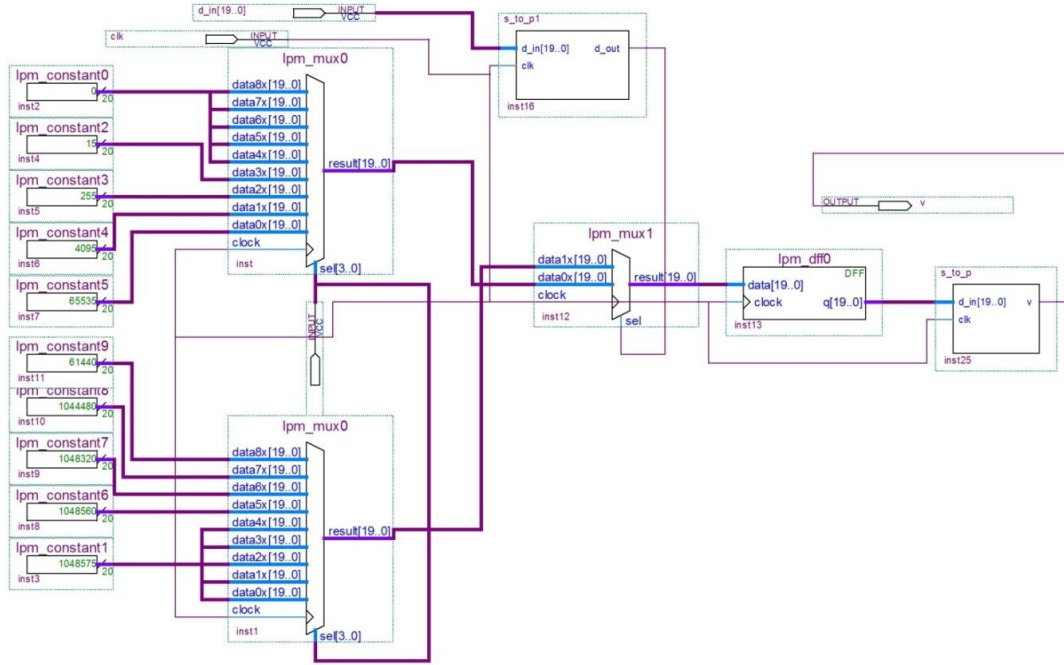 d_in[19..0]
INPUT
VCC
clk
INPUT
VCC
s_to_p1
d_in[19..0]
d_out
clk
inst16
lpm_constant0
0
20
inst2
lpm_constant2
15
20
inst4
lpm_constant3
255
20
inst5
lpm_constant4
4095
20
inst6
lpm_constant5
65535
20
inst7
lpm_mux0
data8x[19..0]
data7x[19..0]
data6x[19..0]
data5x[19..0]
data4x[19..0]
data3x[19..0]
data2x[19..0]
data1x[19..0]
data0x[19..0]
clock
result[19..0]
sel[3..0]
inst
INPUT
VCC
lpm_constant9
61440
20
inst11
lpm_constant8
1044480
20
inst10
lpm_constant7
1048320
20
inst9
lpm_constant6
1048560
20
inst8
lpm_constant1
1048575
20
inst3
lpm_mux0
data8x[19..0]
data7x[19..0]
data6x[19..0]
data5x[19..0]
data4x[19..0]
data3x[19..0]
data2x[19..0]
data1x[19..0]
data0x[19..0]
clock
result[19..0]
sel[3..0]
inst1
lpm_mux1
data1x[19..0]
data0x[19..0]
clock
result[19..0]
sel
inst12
lpm_dff0
DFF
data[19..0]
clock
q[19..0]
inst13
OUTPUT
v
s_to_p
d_in[19..0]
v
clk
inst25